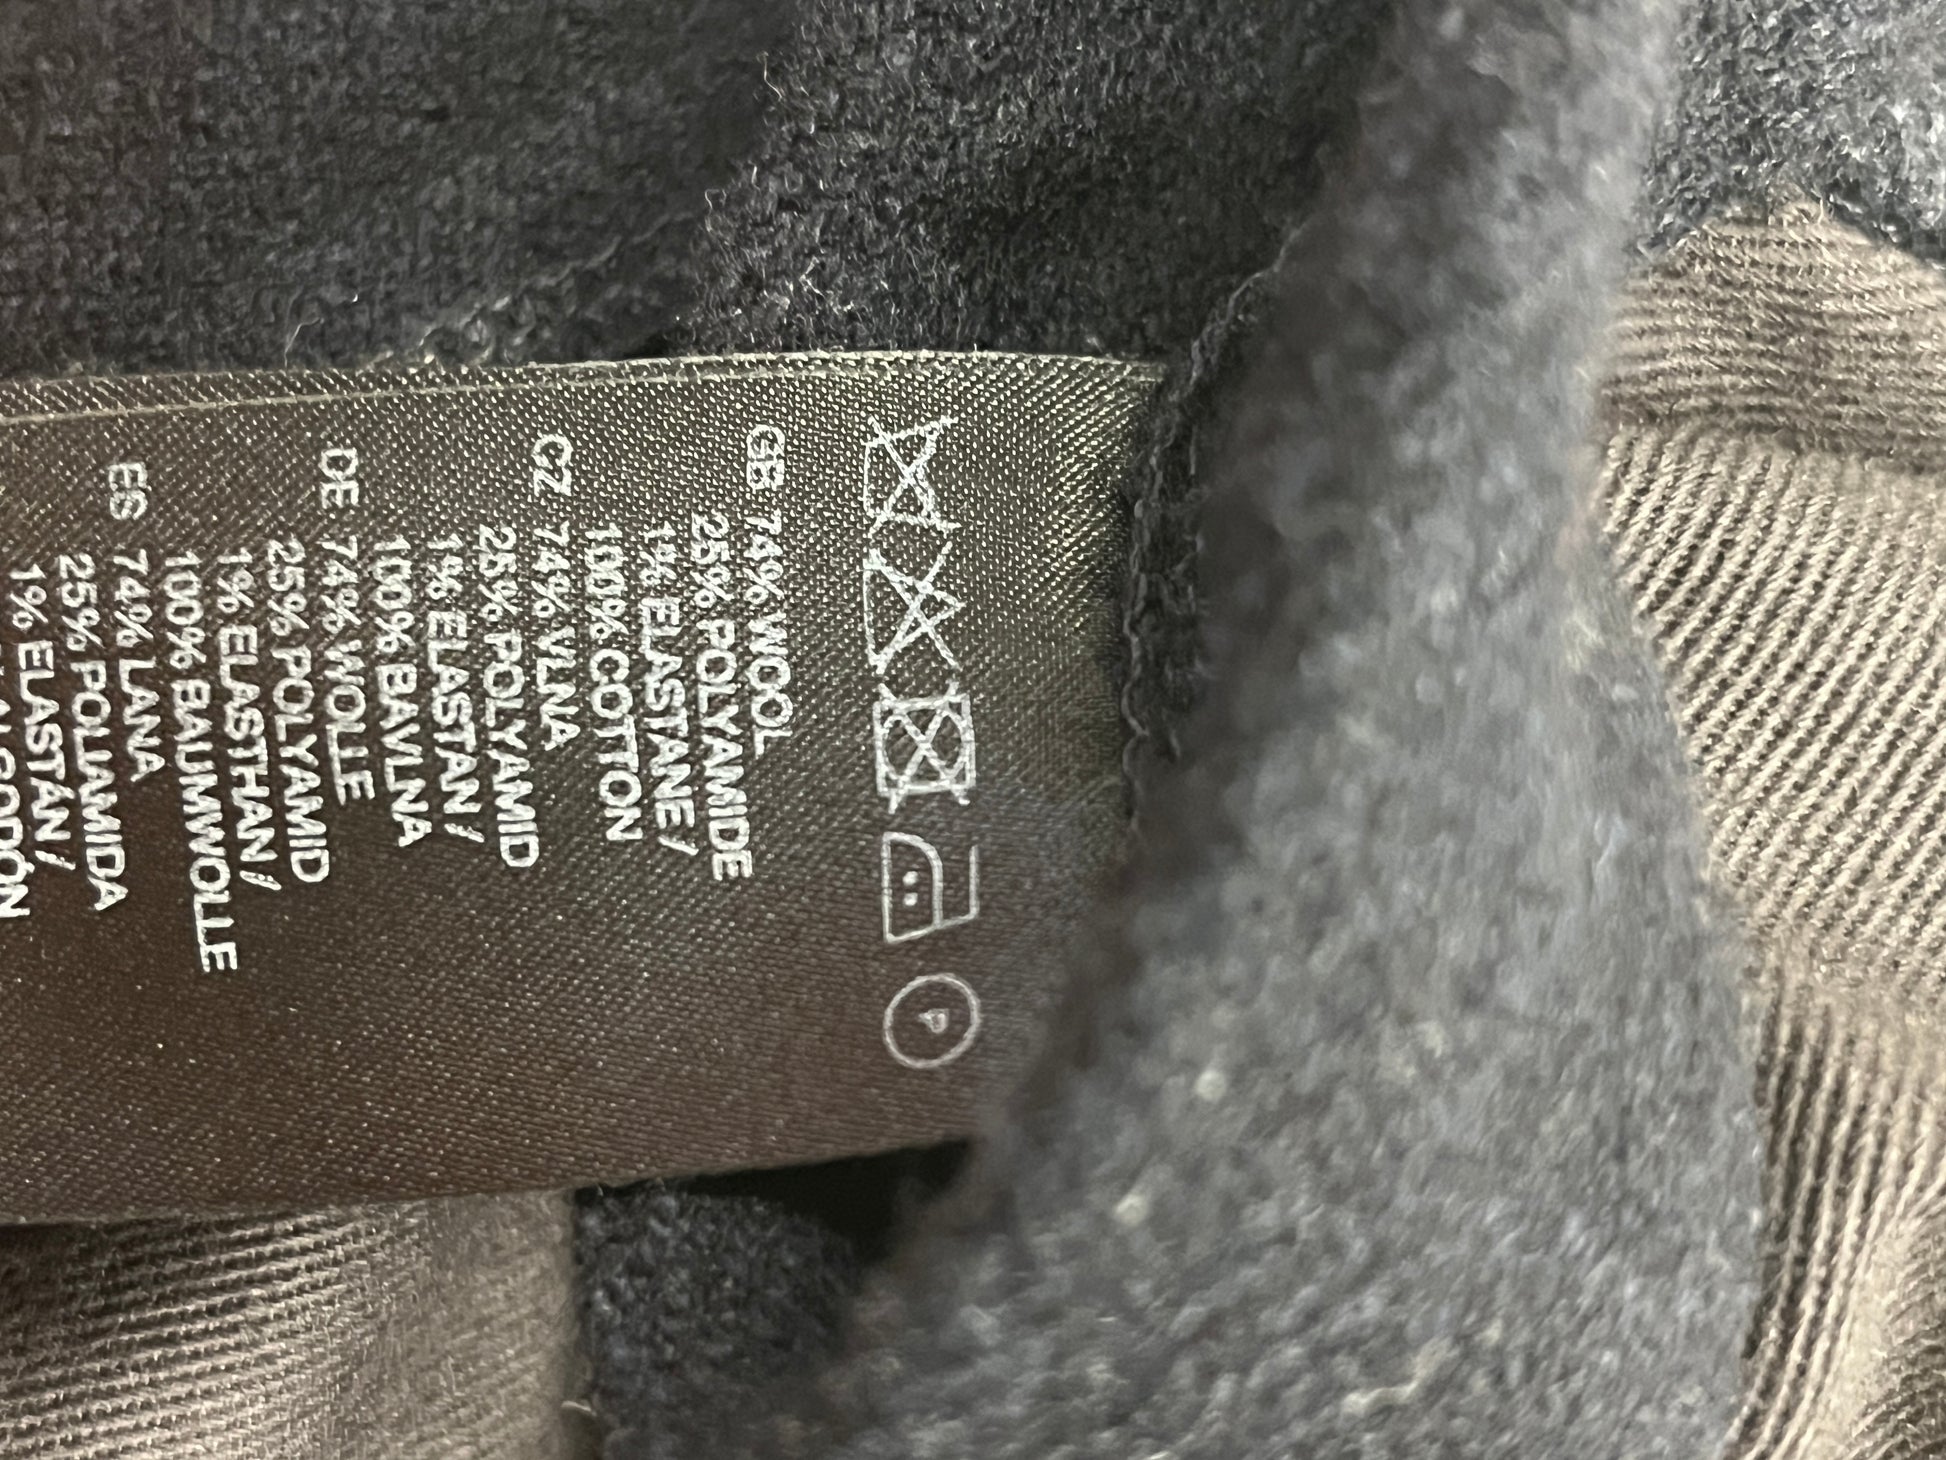 GB 74% WOOL
25% POLYAMIDE
1% ELASTANE /
100% COTTON
CZ 74% VLNA
25% POLYAMID
1% ELASTAN /
100% BAVLNA
DE 74% WOLLE
25% POLYAMID
1% ELASTHAN /
100% BAUMWOLLE
ES 74% LANA
25% POLIAMIDA
1% ELASTÁN /
P